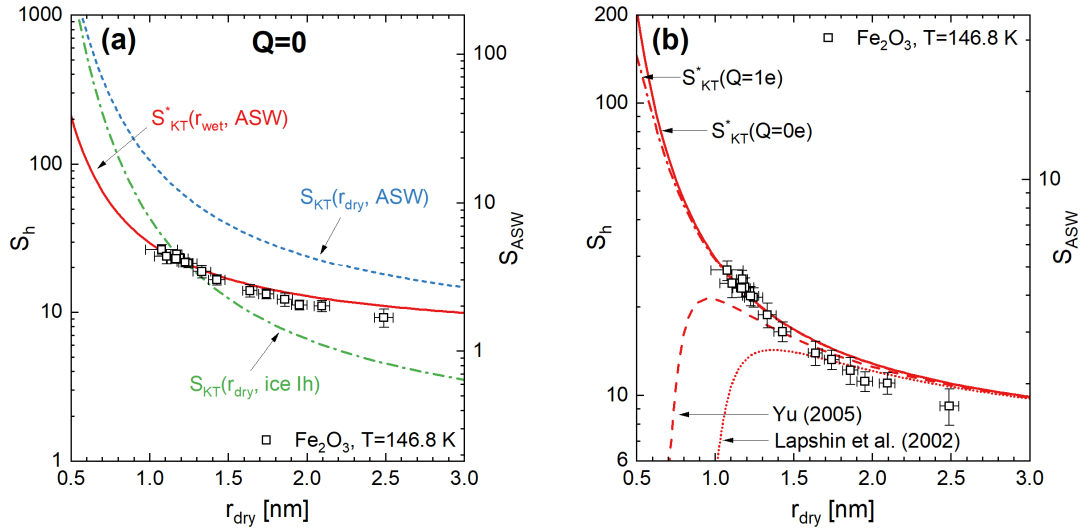 (a)
Q=0
S*KT(rwet, ASW)
SKT(rdry, ASW)
SKT(rdry, ice Ih)
Fe2O3, T=146.8 K
1000
100
10
1
Sh
100
10
1
SASW
0.5 1.0 1.5 2.0 2.5 3.0
rdry [nm]
(b)
Fe2O3, T=146.8 K
S*KT(Q=1e)
S*KT(Q=0e)
Yu (2005)
Lapshin et al. (2002)
200
100
10
6
Sh
10
SASW
0.5 1.0 1.5 2.0 2.5 3.0
rdry [nm]